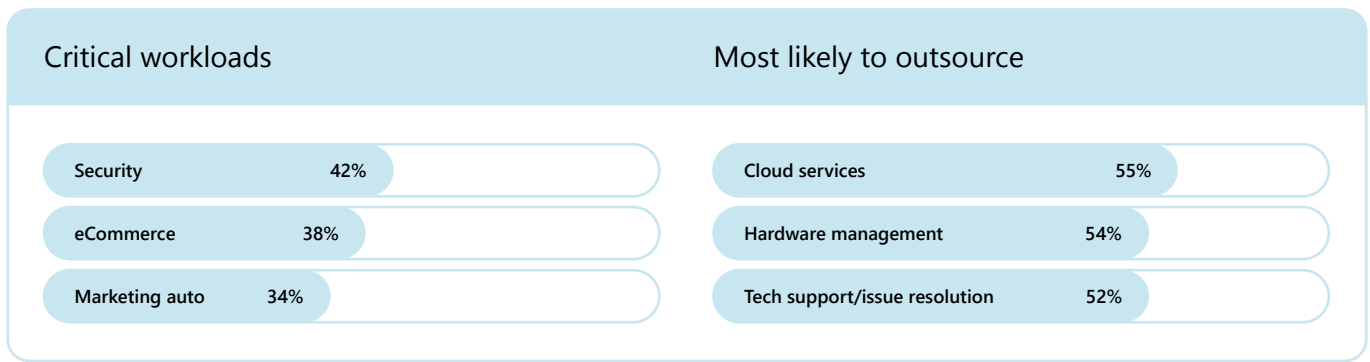 Critical workloads
Security 42%
eCommerce 38%
Marketing auto 34%
Most likely to outsource
Cloud services 55%
Hardware management 54%
Tech support/issue resolution 52%